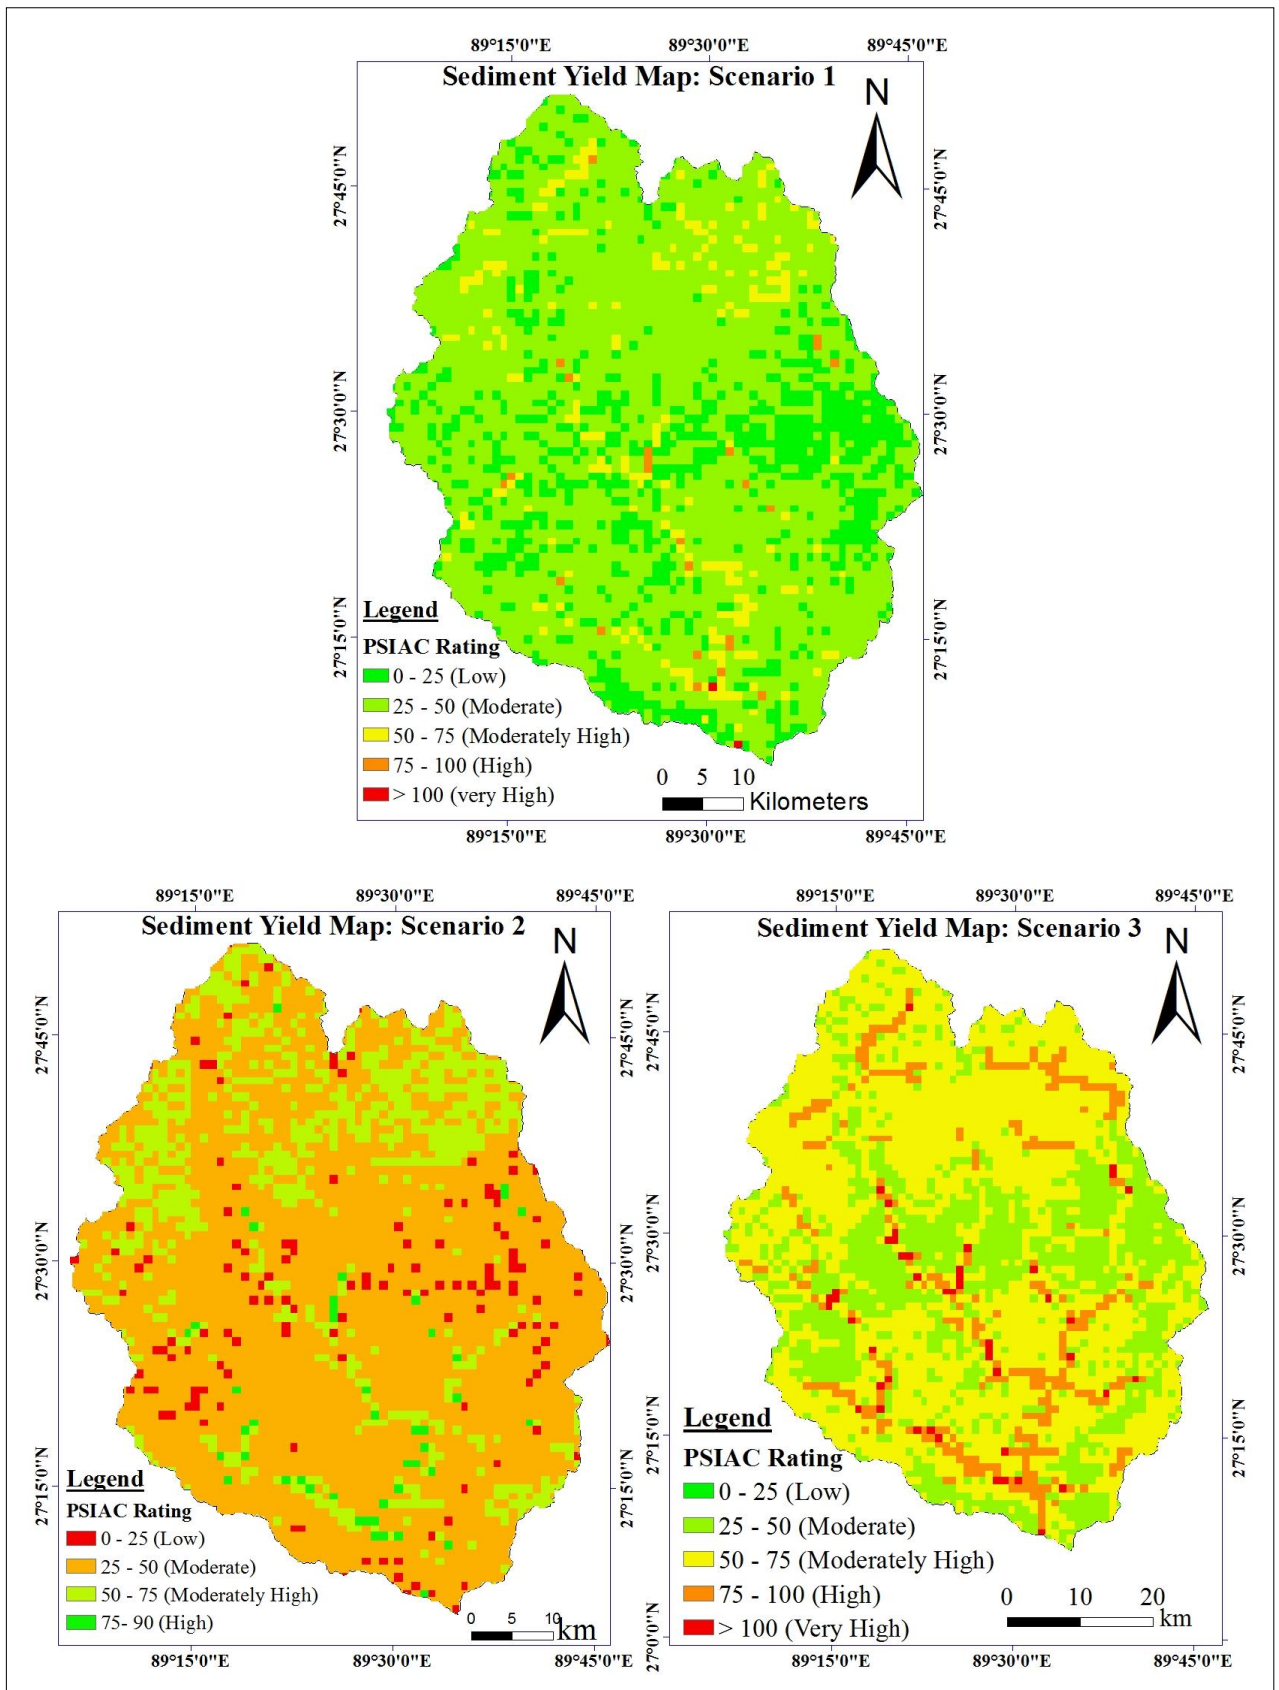 89°15'0"E 89°30'0"E 89°45'0"E
Sediment Yield Map: Scenario 1
N
27°45'0"N 27°45'0"N
27°30'0"N 27°30'0"N
27°15'0"N 27°15'0"N
Legend
PSIAC Rating
0 - 25 (Low)
25 - 50 (Moderate)
50 - 75 (Moderately High)
75 - 100 (High)
> 100 (very High)
0 5 10
Kilometers
89°15'0"E 89°30'0"E 89°45'0"E
89°15'0"E 89°30'0"E 89°45'0"E
Sediment Yield Map: Scenario 2
N
27°45'0"N 27°45'0"N
27°30'0"N 27°30'0"N
27°15'0"N 27°15'0"N
Legend
PSIAC Rating
0 - 25 (Low)
25 - 50 (Moderate)
50 - 75 (Moderately High)
75- 90 (High)
0 5 10
km
89°15'0"E 89°30'0"E 89°45'0"E
89°15'0"E 89°30'0"E 89°45'0"E
Sediment Yield Map: Scenario 3
N
27°45'0"N 27°45'0"N
27°30'0"N 27°30'0"N
27°15'0"N 27°15'0"N
27°0'0"N
Legend
PSIAC Rating
0 - 25 (Low)
25 - 50 (Moderate)
50 - 75 (Moderately High)
75 - 100 (High)
> 100 (Very High)
0 10 20
km
89°15'0"E 89°30'0"E 89°45'0"E